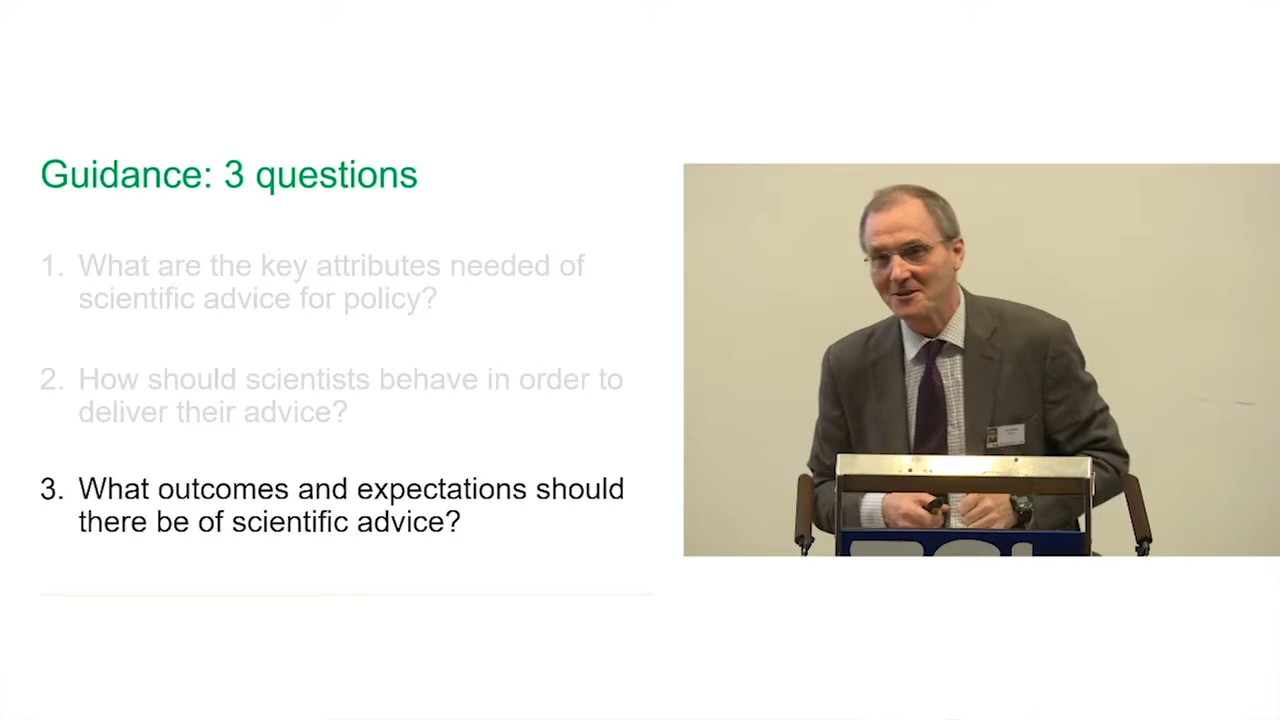 Guidance: 3 questions
1. What are the key attributes needed of
scientific advice for policy?
2. How should scientists behave in order to
deliver their advice?
3. What outcomes and expectations should
there be of scientific advice?